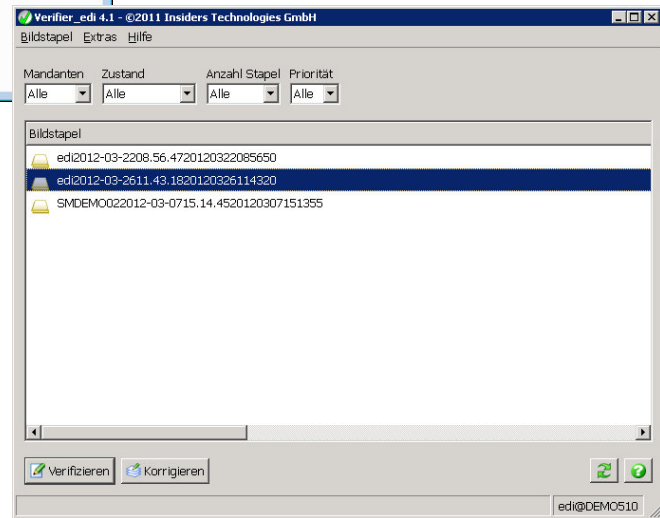 Verifier_edi 4.1 - ©2011 Insiders Technologies GmbH
Bildstapel Extras Hilfe
Mandanten Zustand Anzahl Stapel Priorität
Alle Alle Alle Alle
Bildstapel
edi2012-03-2208.56.4720120322085650
edi2012-03-2611.43.1820120326114320
SMDEMO022012-03-0715.14.4520120307151355
Verifizieren Korrigieren
edi@DEMO510